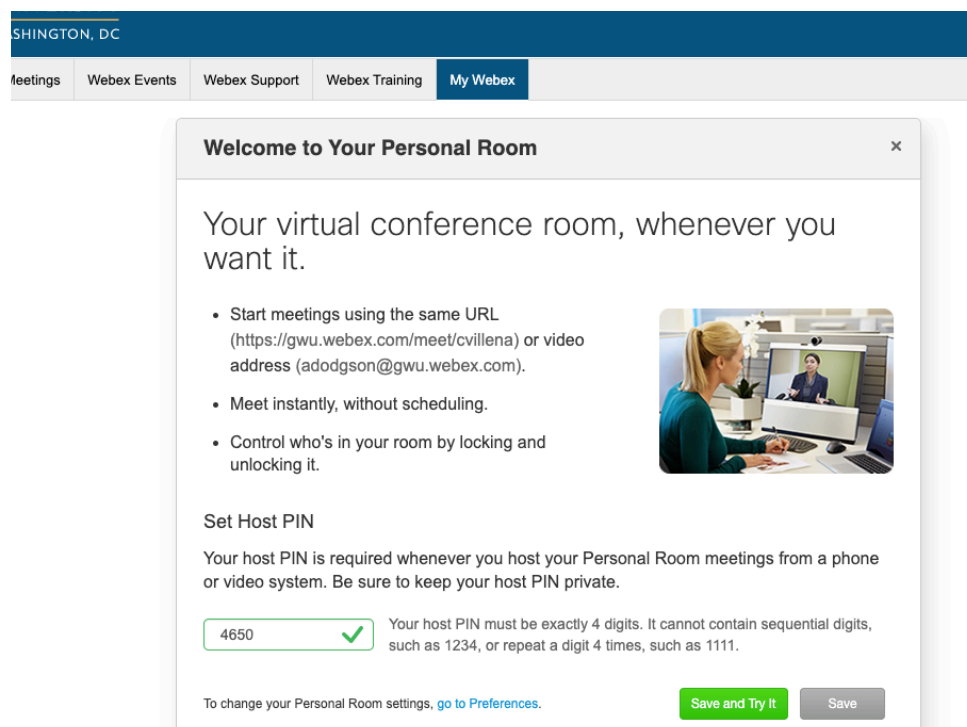 WASHINGTON, DC
Meetings Webex Events Webex Support Webex Training My Webex
Welcome to Your Personal Room ×
Your virtual conference room, whenever you
want it.
• Start meetings using the same URL
(https://gwu.webex.com/meet/cvillena) or video
address (adodgson@gwu.webex.com).
• Meet instantly, without scheduling.
• Control who's in your room by locking and
unlocking it.
Set Host PIN
Your host PIN is required whenever you host your Personal Room meetings from a phone
or video system. Be sure to keep your host PIN private.
4650
Your host PIN must be exactly 4 digits. It cannot contain sequential digits,
such as 1234, or repeat a digit 4 times, such as 1111.
To change your Personal Room settings, go to Preferences.
Save and Try It
Save